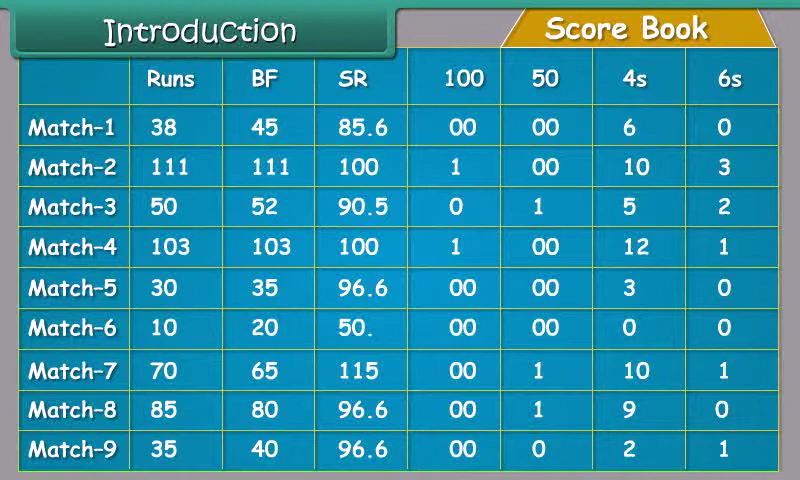 Introduction
Score Book
Runs BF SR 100 50 4s 6s
Match-1 38 45 85.6 00 00 6 0
Match-2 111 111 100 1 00 10 3
Match-3 50 52 90.5 0 1 5 2
Match-4 103 103 100 1 00 12 1
Match-5 30 35 96.6 00 00 3 0
Match-6 10 20 50. 00 00 0 0
Match-7 70 65 115 00 1 10 1
Match-8 85 80 96.6 00 1 9 0
Match-9 35 40 96.6 00 0 2 1